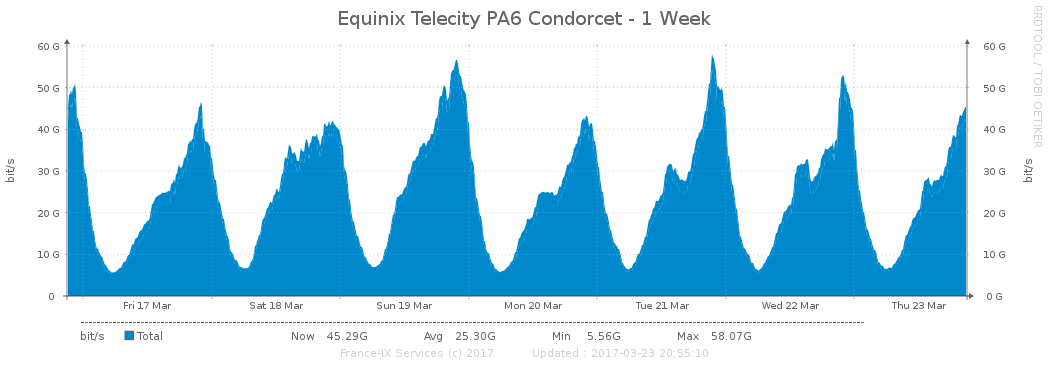 Equinix Telecity PA6 Condorcet - 1 Week
RRDTOOL / TOBI OETIKER
60 G 60 G
50 G 50 G
40 G 40 G
30 G 30 G
20 G 20 G
10 G 10 G
0 0 G
bit/s
bit/s
Fri 17 Mar Sat 18 Mar Sun 19 Mar Mon 20 Mar Tue 21 Mar Wed 22 Mar Thu 23 Mar
bit/s Total Now 45.29G Avg 25.30G Min 5.56G Max 58.07G
France-IX Services (c) 2017 Updated : 2017-03-23 20:55:10